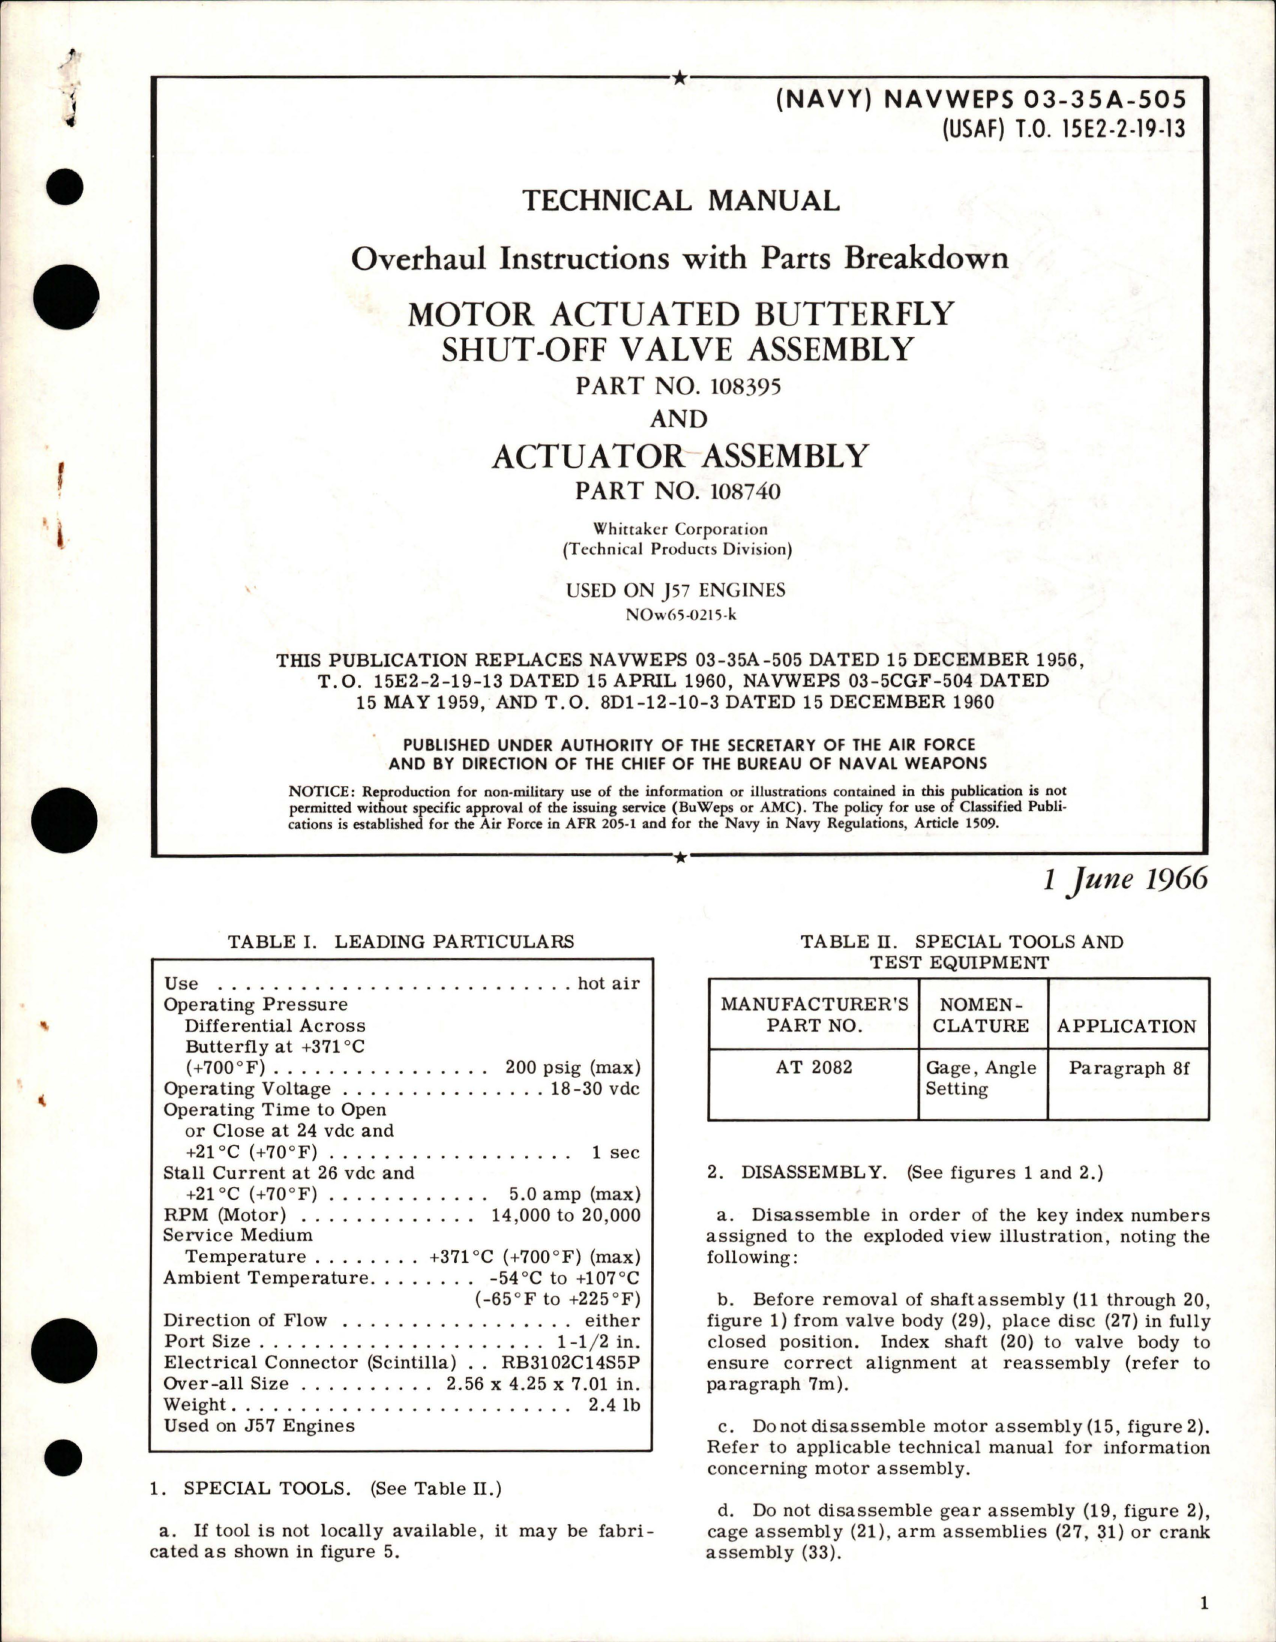 (NAVY) NAVWEPS 03-35A-505
(USAF) T.O. 15E2-2-19-13
TECHNICAL MANUAL
Overhaul Instructions with Parts Breakdown
MOTOR ACTUATED BUTTERFLY
SHUT-OFF VALVE ASSEMBLY
PART NO. 108395
AND
ACTUATOR ASSEMBLY
PART NO. 108740
Whittaker Corporation
(Technical Products Division)
USED ON J57 ENGINES
NOw65-0215-k
THIS PUBLICATION REPLACES NAVWEPS 03-35A-505 DATED 15 DECEMBER 1956,
T.O. 15E2-2-19-13 DATED 15 APRIL 1960, NAVWEPS 03-5CGF-504 DATED
15 MAY 1959, AND T.O. 8D1-12-10-3 DATED 15 DECEMBER 1960
PUBLISHED UNDER AUTHORITY OF THE SECRETARY OF THE AIR FORCE
AND BY DIRECTION OF THE CHIEF OF THE BUREAU OF NAVAL WEAPONS
NOTICE: Reproduction for non-military use of the information or illustrations contained in this publication is not
permitted without specific approval of the issuing service (BuWeps or AMC). The policy for use of Classified Publi-
cations is established for the Air Force in AFR 205-1 and for the Navy in Navy Regulations, Article 1509.
1 June 1966
TABLE I. LEADING PARTICULARS
Use . . . . . . . . . . . . . . . . . . . . . . . . . . hot air
Operating Pressure
Differential Across
Butterfly at +371°C
(+700°F) . . . . . . . . . . . . . . . . 200 psig (max)
Operating Voltage . . . . . . . . . . . . . . . 18-30 vdc
Operating Time to Open
or Close at 24 vdc and
+21°C (+70°F) . . . . . . . . . . . . . . . . . . 1 sec
Stall Current at 26 vdc and
+21°C (+70°F) . . . . . . . . . . . . 5.0 amp (max)
RPM (Motor) . . . . . . . . . . . . . 14,000 to 20,000
Service Medium
Temperature . . . . . . . . +371°C (+700°F) (max)
Ambient Temperature. . . . . . . . -54°C to +107°C
(-65°F to +225°F)
Direction of Flow . . . . . . . . . . . . . . . . . either
Port Size . . . . . . . . . . . . . . . . . . . . . 1-1/2 in.
Electrical Connector (Scintilla) . . RB3102C14S5P
Over-all Size . . . . . . . . . . 2.56 x 4.25 x 7.01 in.
Weight. . . . . . . . . . . . . . . . . . . . . . . . . 2.4 lb
Used on J57 Engines
1. SPECIAL TOOLS. (See Table II.)
a. If tool is not locally available, it may be fabri-
cated as shown in figure 5.
TABLE II. SPECIAL TOOLS AND
TEST EQUIPMENT
MANUFACTURER'S PART NO. NOMEN-CLATURE APPLICATION
AT 2082 Gage, Angle Setting Paragraph 8f
2. DISASSEMBLY. (See figures 1 and 2.)
a. Disassemble in order of the key index numbers
assigned to the exploded view illustration, noting the
following:
b. Before removal of shaft assembly (11 through 20,
figure 1) from valve body (29), place disc (27) in fully
closed position. Index shaft (20) to valve body to
ensure correct alignment at reassembly (refer to
paragraph 7m).
c. Do not disassemble motor assembly (15, figure 2).
Refer to applicable technical manual for information
concerning motor assembly.
d. Do not disassemble gear assembly (19, figure 2),
cage assembly (21), arm assemblies (27, 31) or crank
assembly (33).
1